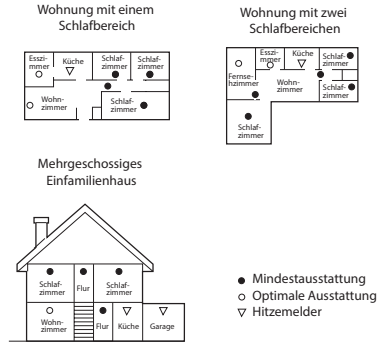 Wohnung mit einem
Schlafbereich
Esszi-
mmer
Küche
Schlaf-
zimmer
Schlaf-
zimmer
Wohn-
zimmer
Schlaf-
zimmer
Wohnung mit zwei
Schlafbereichen
Esszi-
mmer
Küche
Schlaf-
zimmer
Fernse-
hzimmer
Wohn-
zimmer
Schlaf-
zimmer
Schlaf-
zimmer
Mehrgeschossiges
Einfamilienhaus
Schlaf-
zimmer
Flur
Schlaf-
zimmer
Wohn-
zimmer
Flur
Küche
Garage
Mindestausstattung
Optimale Ausstattung
Hitzemelder